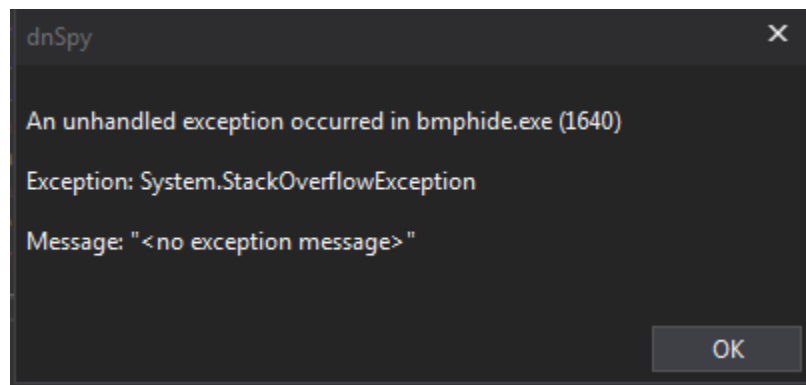 dnSpy
An unhandled exception occurred in bmphide.exe (1640)
Exception: System.StackOverflowException
Message: "<no exception message>"
OK